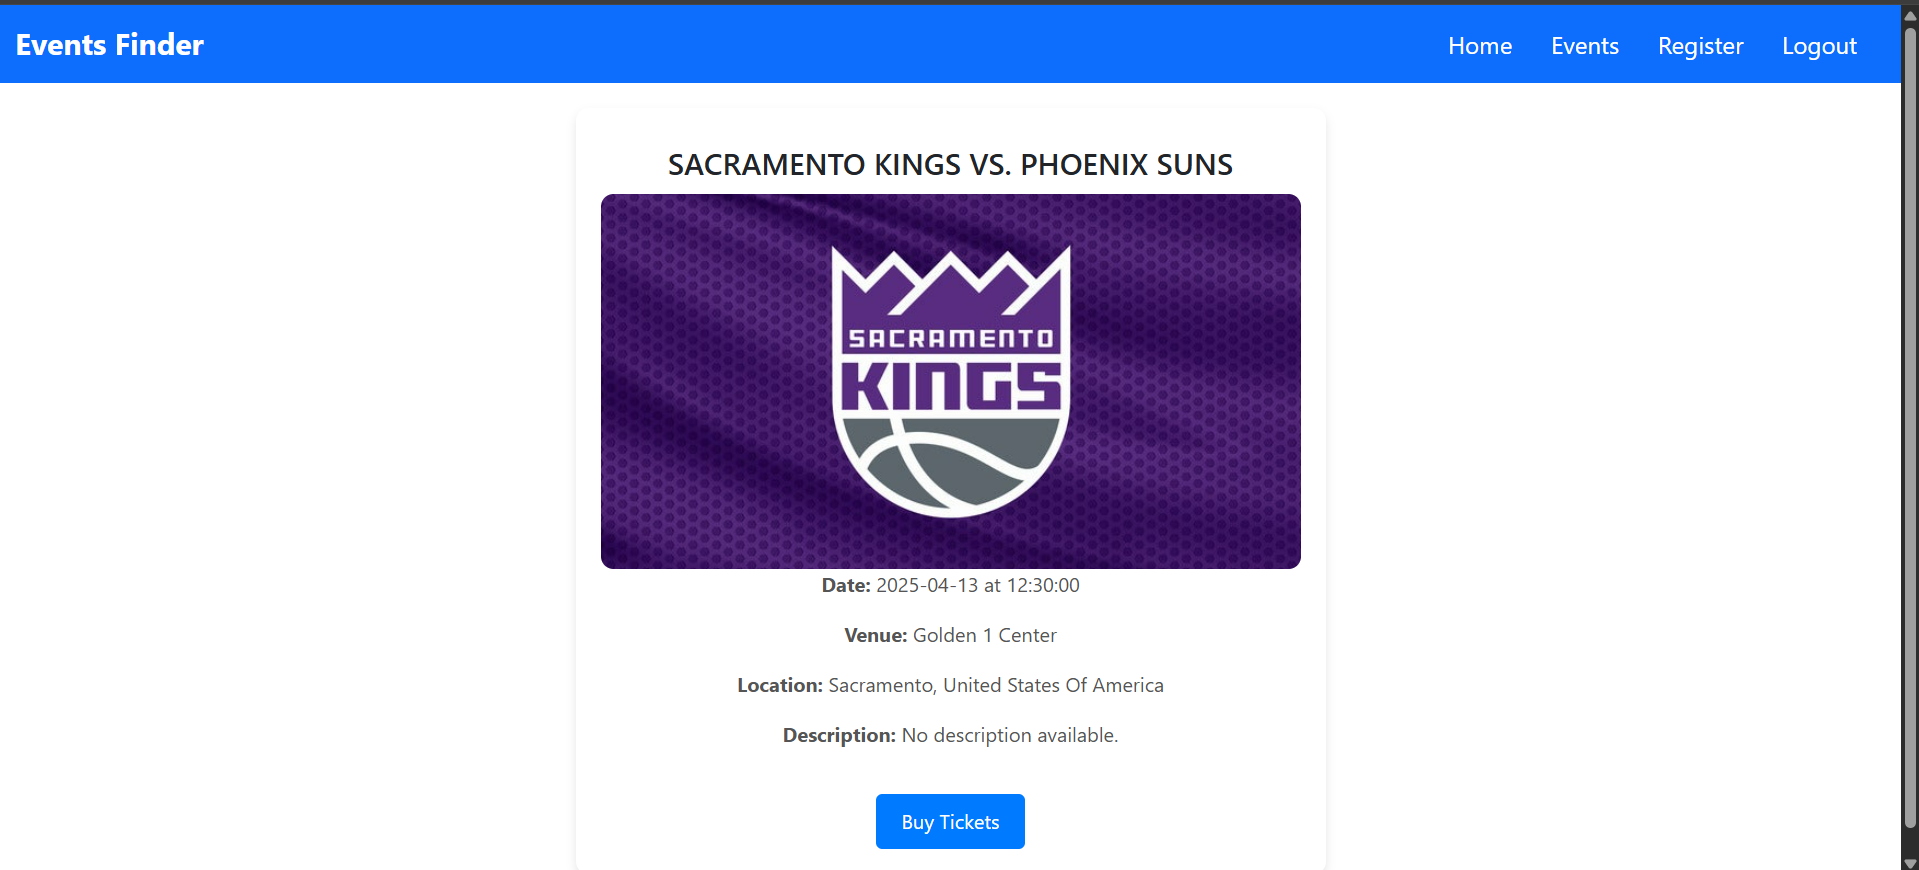 Events Finder
Home Events Register Logout
SACRAMENTO KINGS VS. PHOENIX SUNS
SACRAMENTO
KINGS
Date: 2025-04-13 at 12:30:00
Venue: Golden 1 Center
Location: Sacramento, United States Of America
Description: No description available.
Buy Tickets